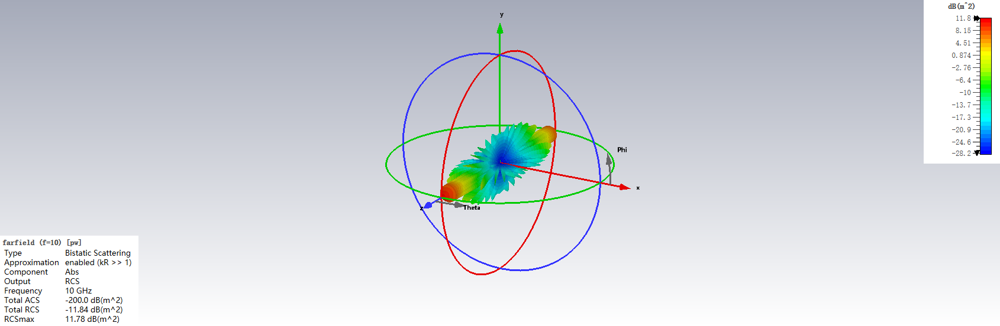 dB(m^2)
11.8
8.15
4.51
0.874
-2.76
-6.4
-10
-13.7
-17.3
-20.9
-24.6
-28.2
y
Phi
x
z
Theta
farfield (f=10) [pw]
Type Bistatic Scattering
Approximation enabled (kR >> 1)
Component Abs
Output RCS
Frequency 10 GHz
Total ACS -200.0 dB(m^2)
Total RCS -11.84 dB(m^2)
RCSmax 11.78 dB(m^2)